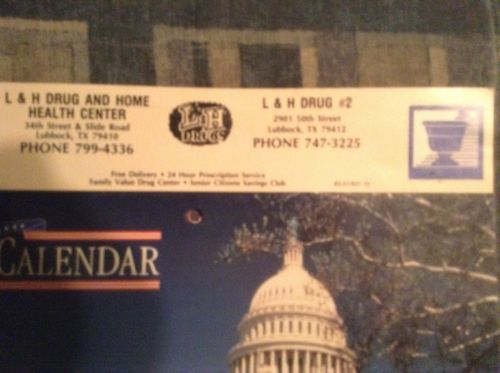 L & H DRUG AND HOME
HEALTH CENTER
34th Street & Slide Road
Lubbock, TX 79410
PHONE 799-4336
L&H
DRUGS
L & H DRUG #2
2901 50th Street
Lubbock, TX 79413
PHONE 747-3225
Free Delivery • 24 Hour Prescription Service
Family Value Drug Center • Senior Citizens Savings Club
CALENDAR